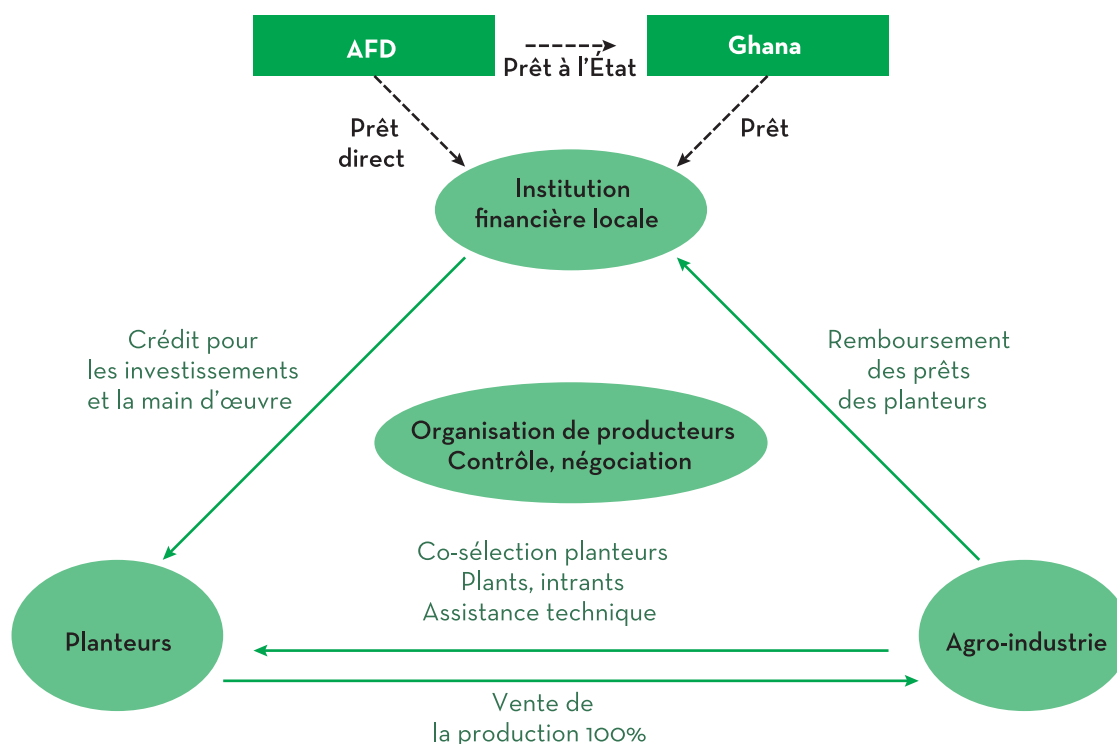 AFD
Prêt à l'État
Ghana
Prêt
direct
Prêt
Institution
financière locale
Crédit pour
les investissements
et la main d'œuvre
Remboursement
des prêts
des planteurs
Organisation de producteurs
Contrôle, négociation
Co-sélection planteurs
Plants, intrants
Assistance technique
Planteurs
Agro-industrie
Vente de
la production 100%